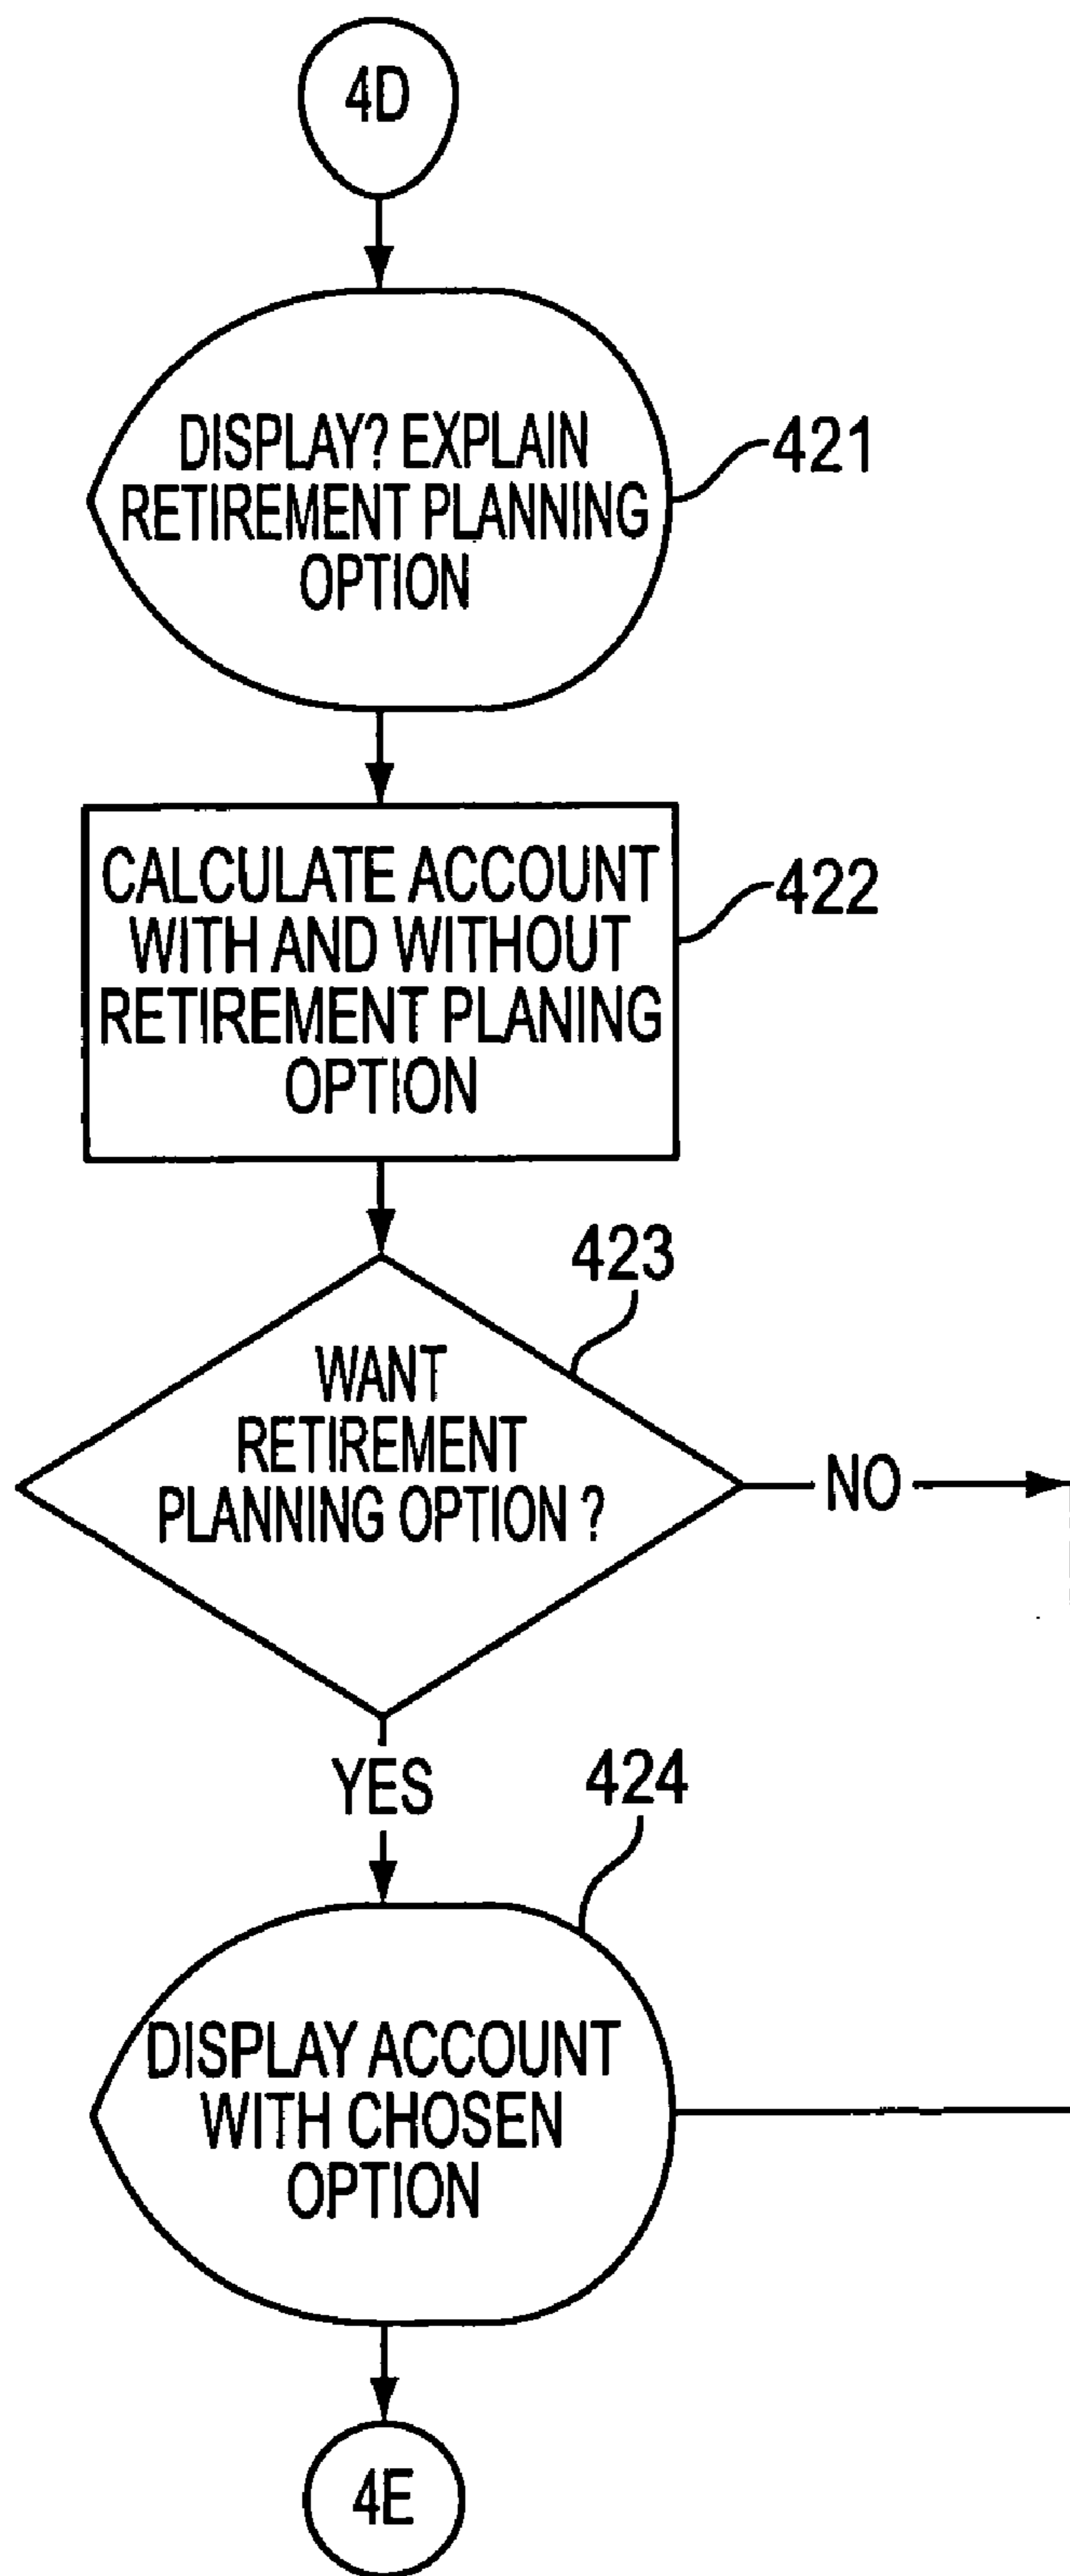 4D
DISPLAY? EXPLAIN
RETIREMENT PLANNING
OPTION
421
CALCULATE ACCOUNT
WITH AND WITHOUT
RETIREMENT PLANING
OPTION
422
423
WANT
RETIREMENT
PLANNING OPTION ?
NO
YES
424
DISPLAY ACCOUNT
WITH CHOSEN
OPTION
4E